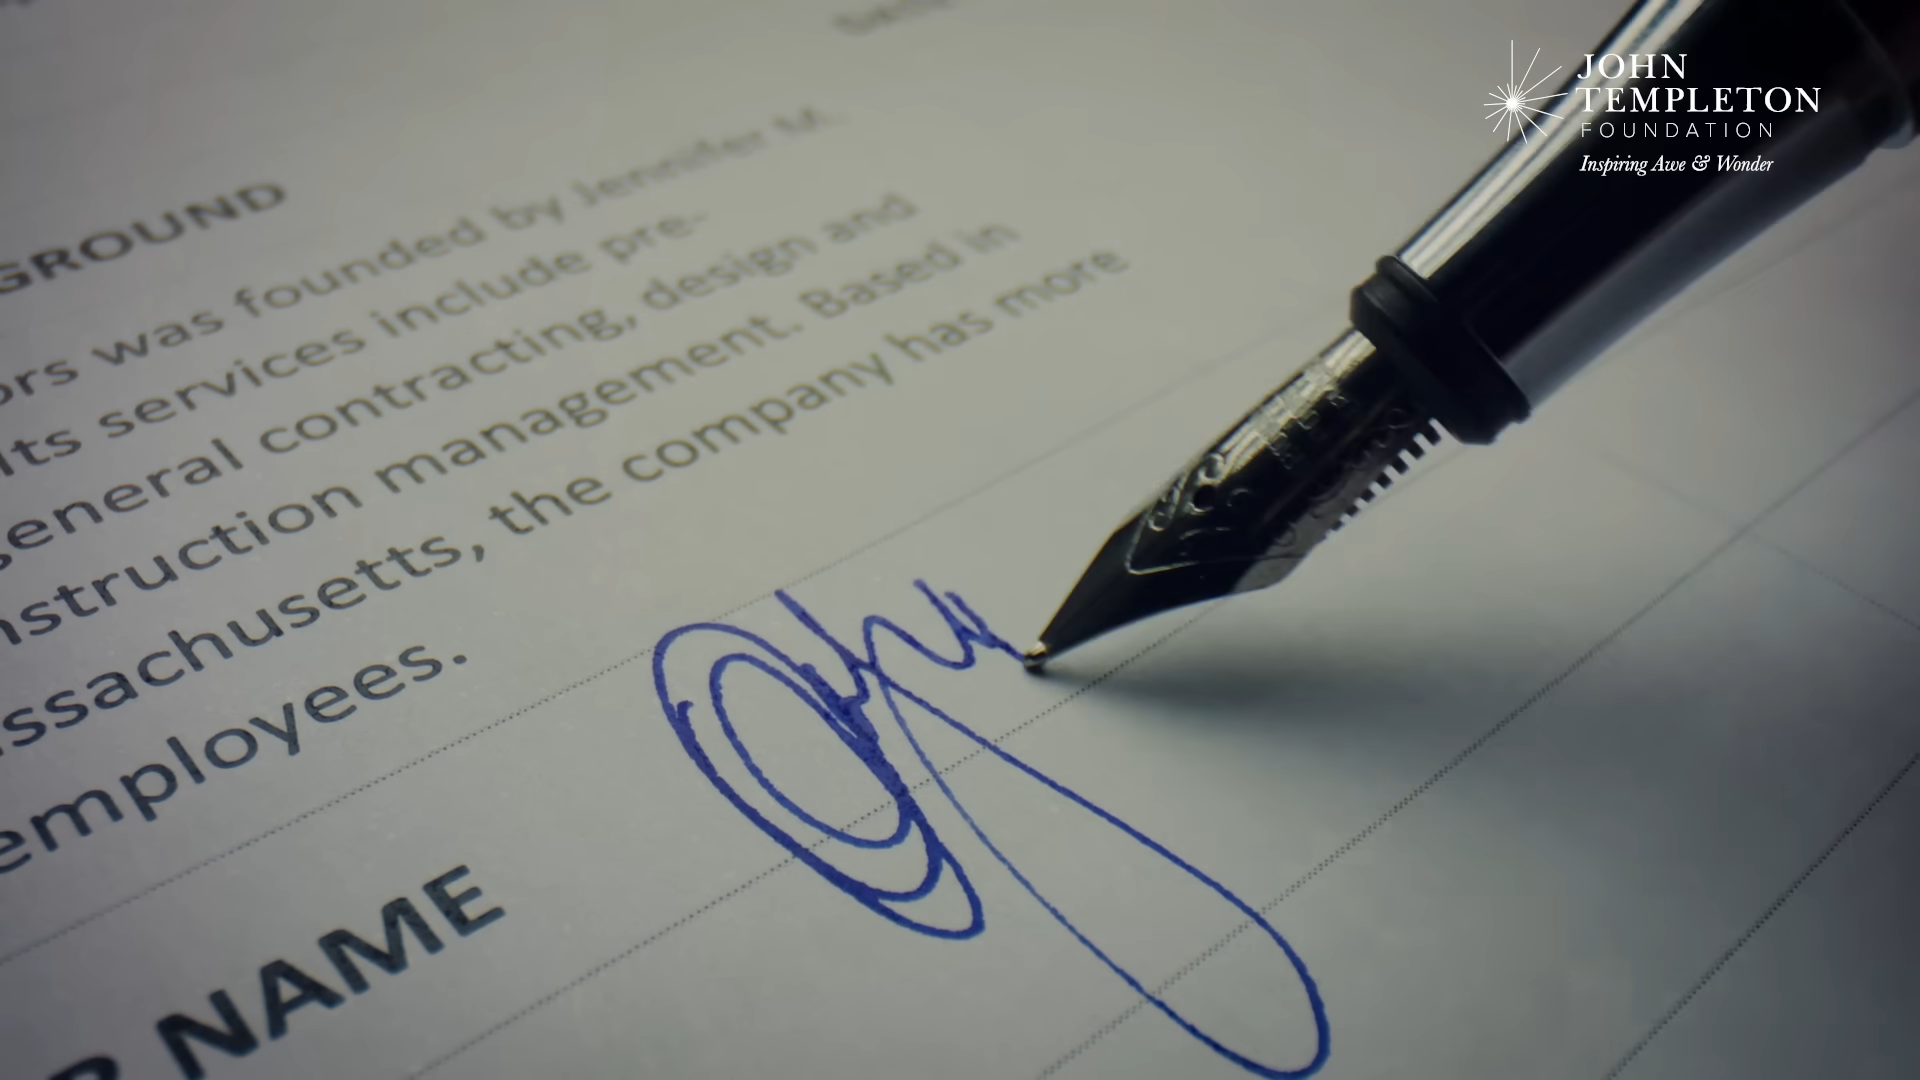 JOHN
TEMPLETON
FOUNDATION
Inspiring Awe & Wonder
GROUND
ors was founded by Jennifer M.
Its services include pre-
general contracting, design and
nstruction management. Based in
ssachusetts, the company has more
employees.
R NAME